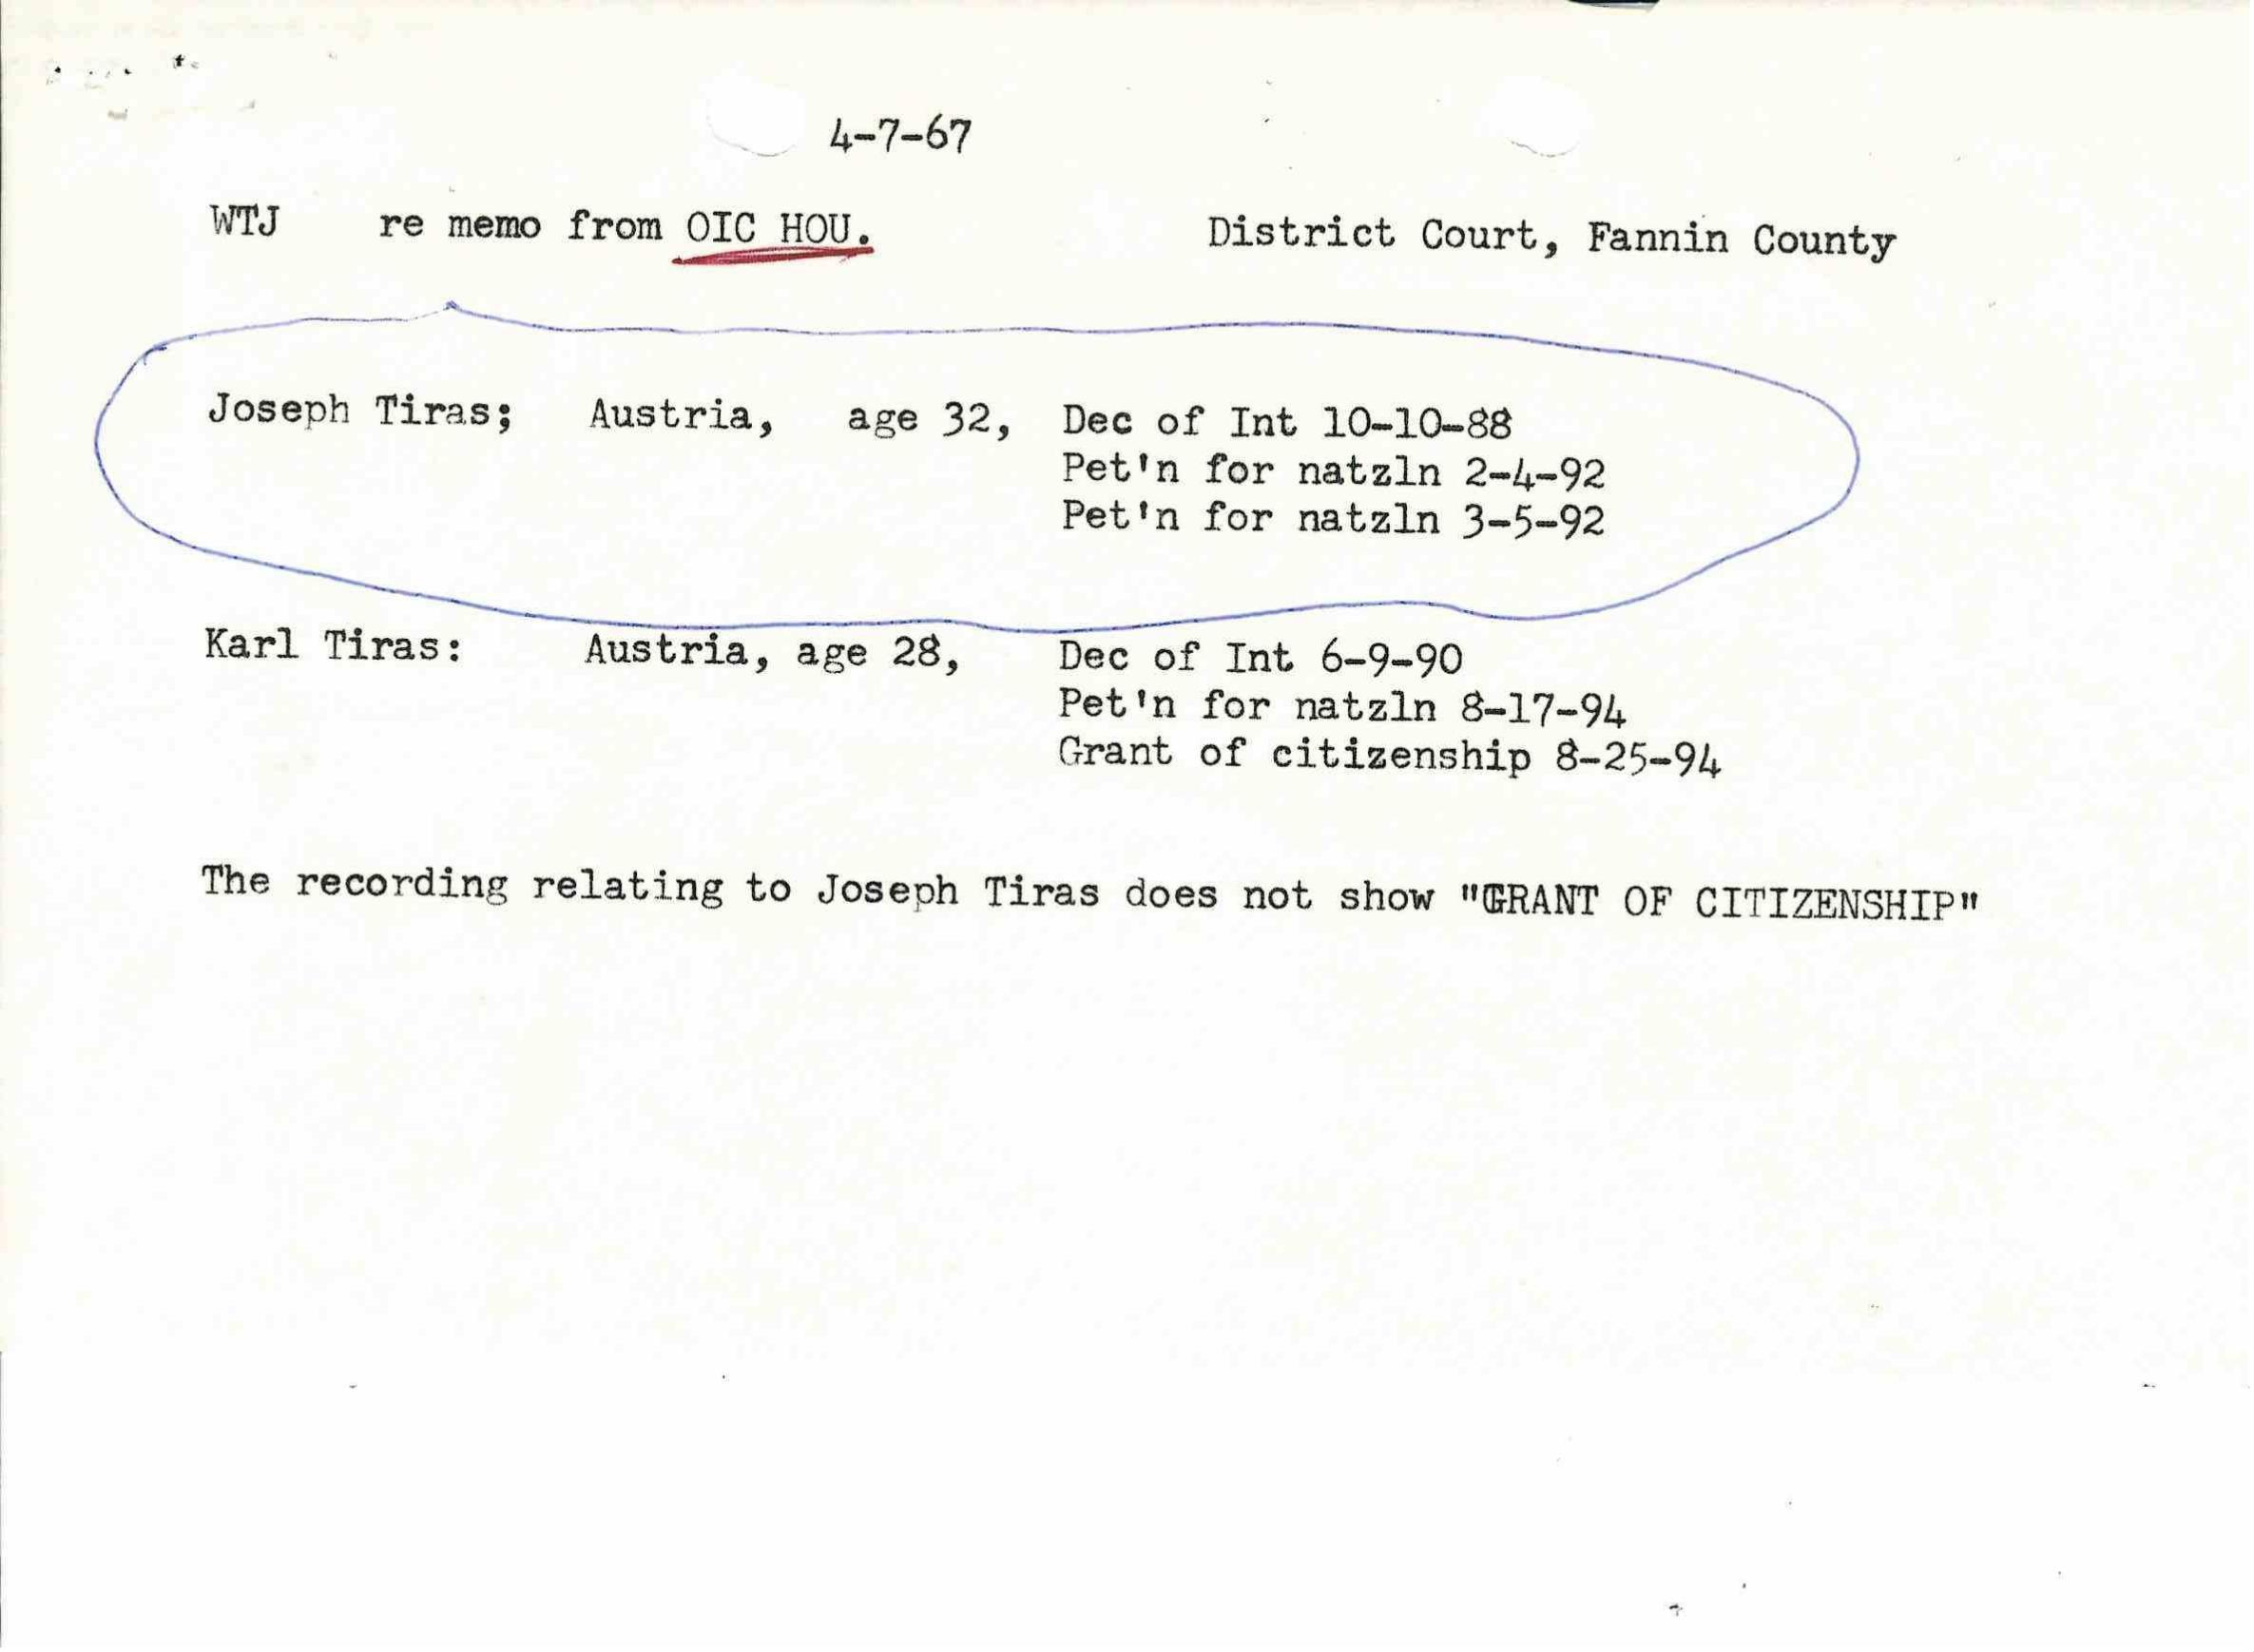 4-7-67
WTJ re memo from OIC HOU. District Court, Fannin County
Joseph Tiras; Austria, age 32, Dec of Int 10-10-88
Pet'n for natzln 2-4-92
Pet'n for natzln 3-5-92
Karl Tiras: Austria, age 28, Dec of Int 6-9-90
Pet'n for natzln 8-17-94
Grant of citizenship 8-25-94
The recording relating to Joseph Tiras does not show "GRANT OF CITIZENSHIP"